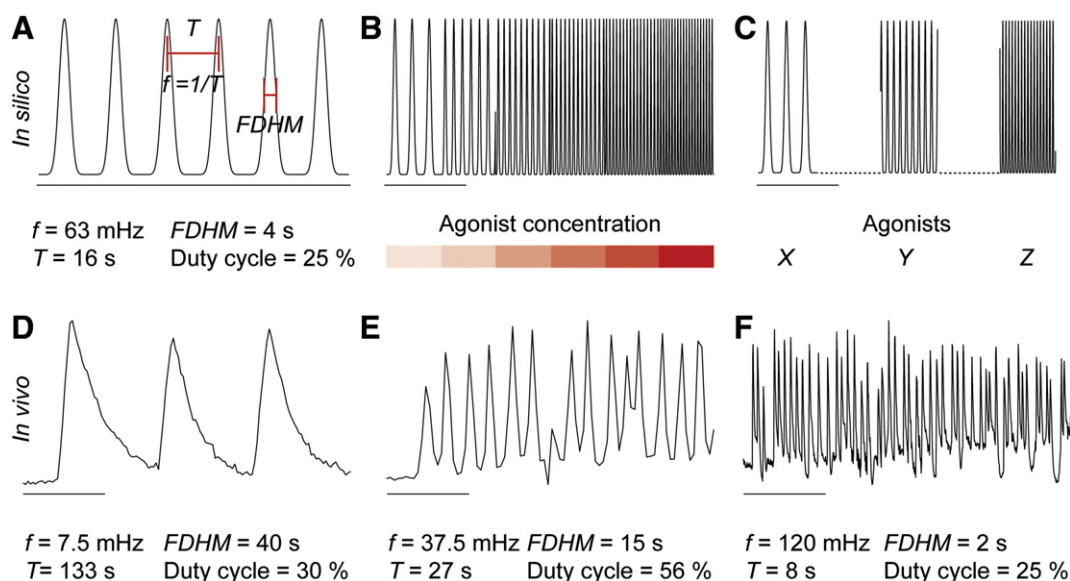 A
B
C
In silico
T
f =1/T
FDHM
f = 63 mHz FDHM = 4 s
T = 16 s Duty cycle = 25 %
Agonist concentration
Agonists
X Y Z
D
E
F
In vivo
f = 7.5 mHz FDHM = 40 s
T= 133 s Duty cycle = 30 %
f = 37.5 mHz FDHM = 15 s
T = 27 s Duty cycle = 56 %
f = 120 mHz FDHM = 2 s
T = 8 s Duty cycle = 25 %